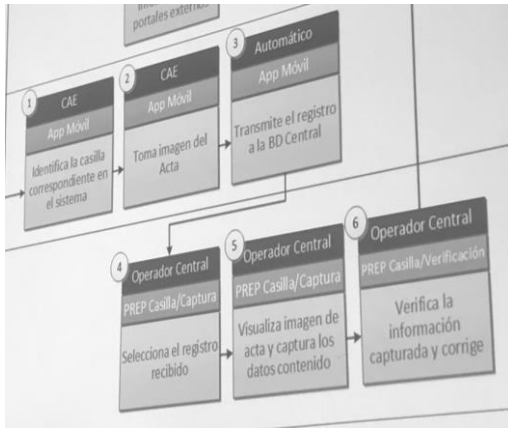 portales externos
1
CAE
App Móvil
Identifica la casilla
correspondiente en
el sistema
2
CAE
App Móvil
Toma imagen del
Acta
3
Automático
App Móvil
Transmite el registro
a la BD Central
4
Operador Central
PREP Casilla/Captura
Selecciona el registro
recibido
5
Operador Central
PREP Casilla/Captura
Visualiza imagen de
acta y captura los
datos contenido
6
Operador Central
PREP Casilla/Verificación
Verifica la
información
capturada y corrige